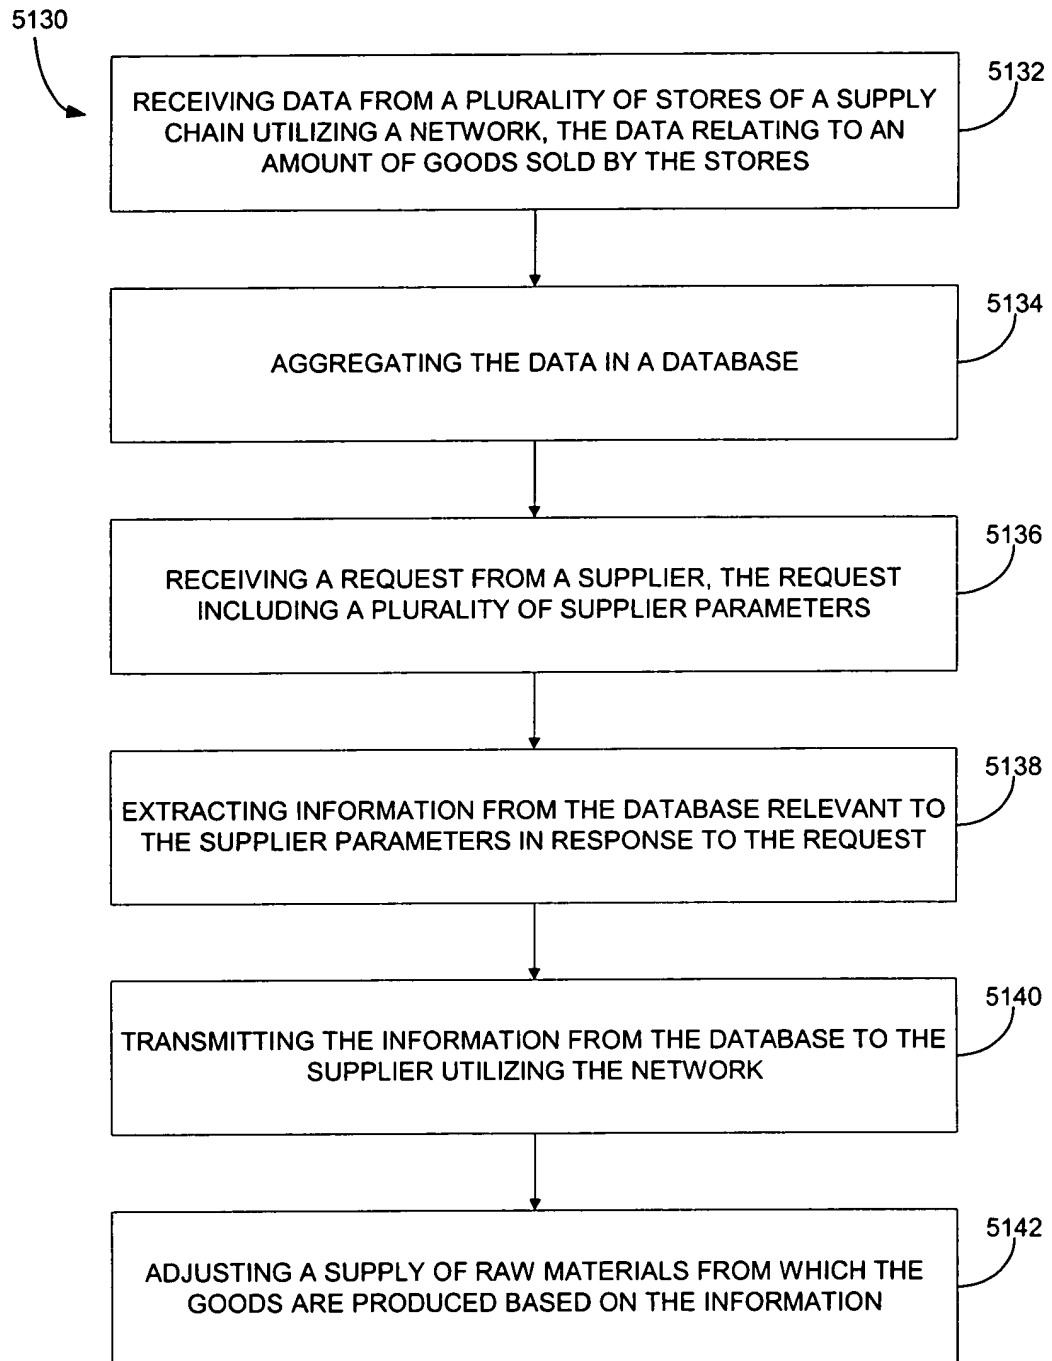 5130
5132
RECEIVING DATA FROM A PLURALITY OF STORES OF A SUPPLY
CHAIN UTILIZING A NETWORK, THE DATA RELATING TO AN
AMOUNT OF GOODS SOLD BY THE STORES
5134
AGGREGATING THE DATA IN A DATABASE
5136
RECEIVING A REQUEST FROM A SUPPLIER, THE REQUEST
INCLUDING A PLURALITY OF SUPPLIER PARAMETERS
5138
EXTRACTING INFORMATION FROM THE DATABASE RELEVANT TO
THE SUPPLIER PARAMETERS IN RESPONSE TO THE REQUEST
5140
TRANSMITTING THE INFORMATION FROM THE DATABASE TO THE
SUPPLIER UTILIZING THE NETWORK
5142
ADJUSTING A SUPPLY OF RAW MATERIALS FROM WHICH THE
GOODS ARE PRODUCED BASED ON THE INFORMATION